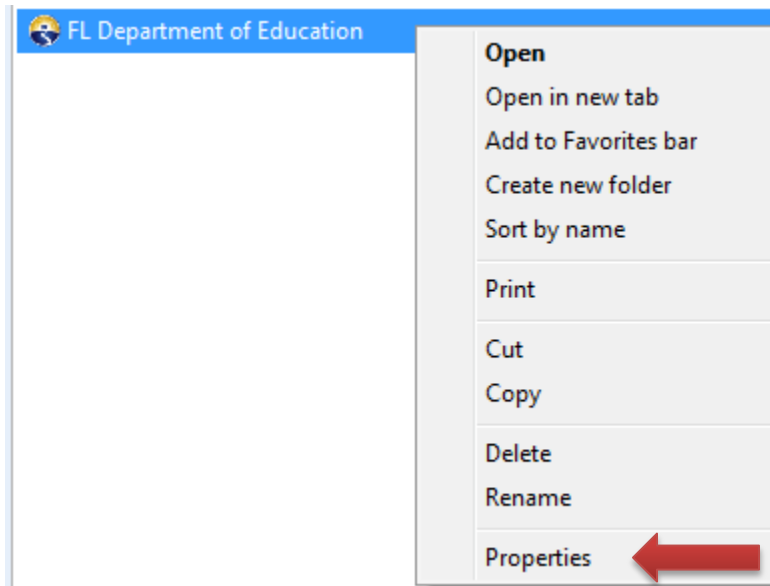 FL Department of Education
Open
Open in new tab
Add to Favorites bar
Create new folder
Sort by name
Print
Cut
Copy
Delete
Rename
Properties